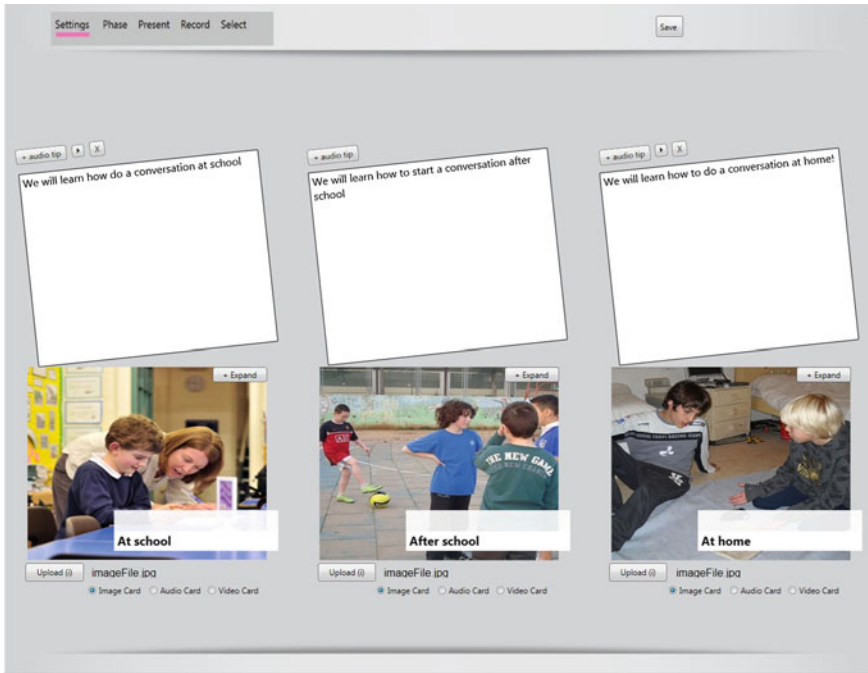 Settings Phase Present Record Select Save
+ audio tip X
We will learn how do a conversation at school
+ audio tip
We will learn how to start a conversation after
school
+ audio tip X
We will learn how to do a conversation at home!
+ Expand
At school
Upload (i) imageFile.jpg
Image Card Audio Card Video Card
+ Expand
THE NEW GAME
After school
Upload (i) imageFile.jpg
Image Card Audio Card Video Card
+ Expand
At home
Upload (i) imageFile.jpg
Image Card Audio Card Video Card